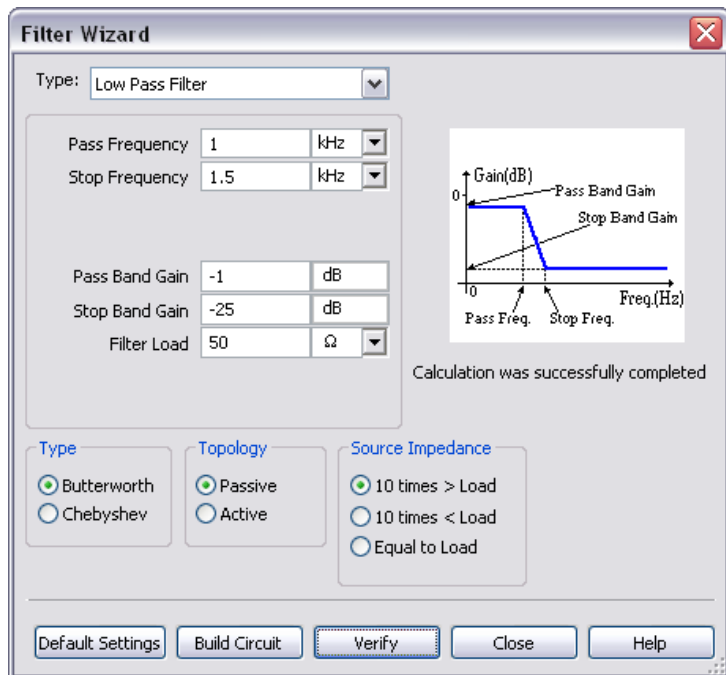 Filter Wizard
Type: Low Pass Filter
Pass Frequency 1 kHz
Stop Frequency 1.5 kHz
Pass Band Gain -1 dB
Stop Band Gain -25 dB
Filter Load 50 Ω
Gain(dB)
0
Pass Band Gain
Stop Band Gain
0
Freq.(Hz)
Pass Freq. Stop Freq.
Calculation was successfully completed
Type
Butterworth
Chebyshev
Topology
Passive
Active
Source Impedance
10 times > Load
10 times < Load
Equal to Load
Default Settings Build Circuit Verify Close Help